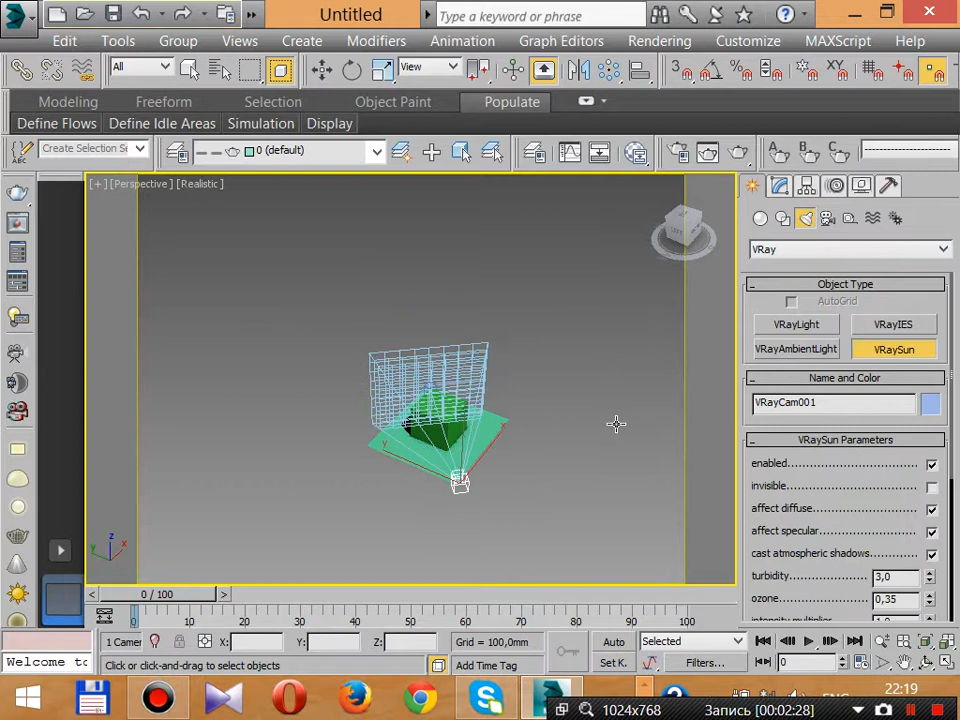 Untitled
Type a keyword or phrase
Edit Tools Group Views Create Modifiers Animation Graph Editors Rendering Customize MAXScript Help
All View
Modeling Freeform Selection Object Paint Populate
Define Flows Define Idle Areas Simulation Display
Create Selection Se 0 (default)
[+] [Perspective] [Realistic]
VRay
Object Type
AutoGrid
VRayLight VRayIES
VRayAmbientLight VRaySun
Name and Color
VRayCam001
VRaySun Parameters
enabled
invisible
affect diffuse
affect specular
cast atmospheric shadows
turbidity 3,0
ozone 0,35
y
z
y x
0 / 100
0 10 20 30 40 50 60 70 80 90 100
1 Camer X: Y: Z: Grid = 100,0mm Auto Selected
Welcome to Click or click-and-drag to select objects Add Time Tag Set K. Filters... 0
22:19
1024x768 Запись [00:02:28]